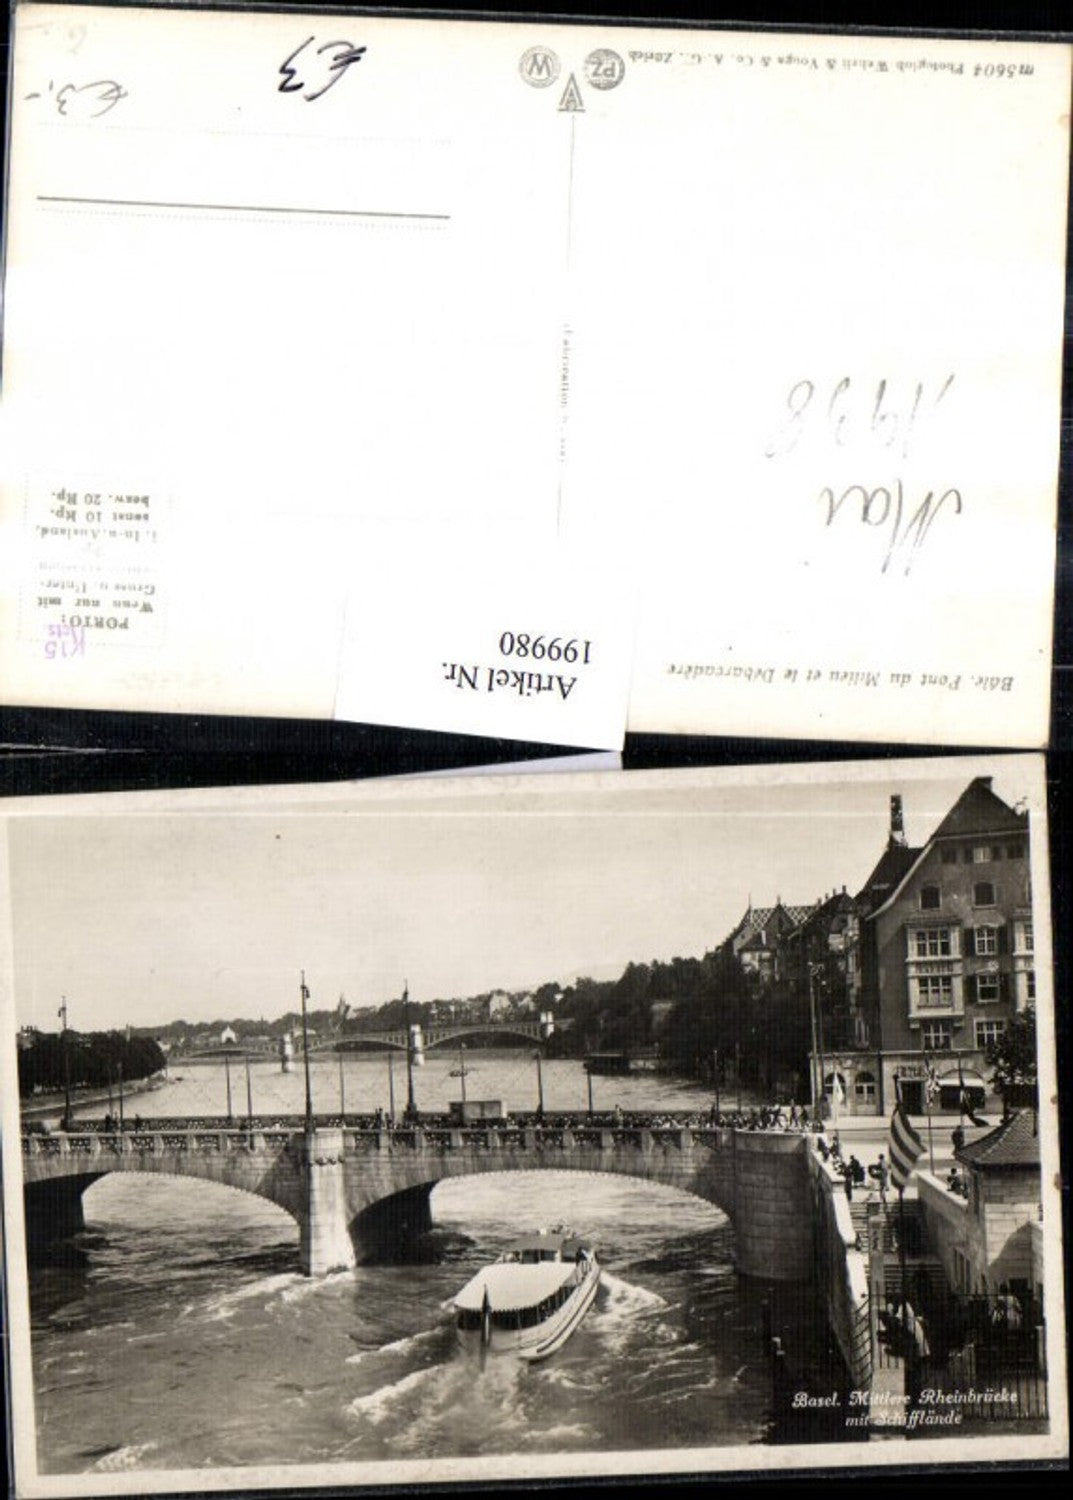 m5604 Photoglob Wehrli & Vouga & Co. A.-G., Zürich
PZ
W
€3
€3,-
Mai
1938
PORTO:
Wenn nur mit
Gruss u. Unter-
i. In-u. Ausland,
sonst 10 Rp.
bezw. 20 Rp.
K15
Kcts
Artikel Nr.
199980
Bâle. Pont du Milieu et le Débarcadère
Basel. Mittlere Rheinbrücke
mit Schifflände